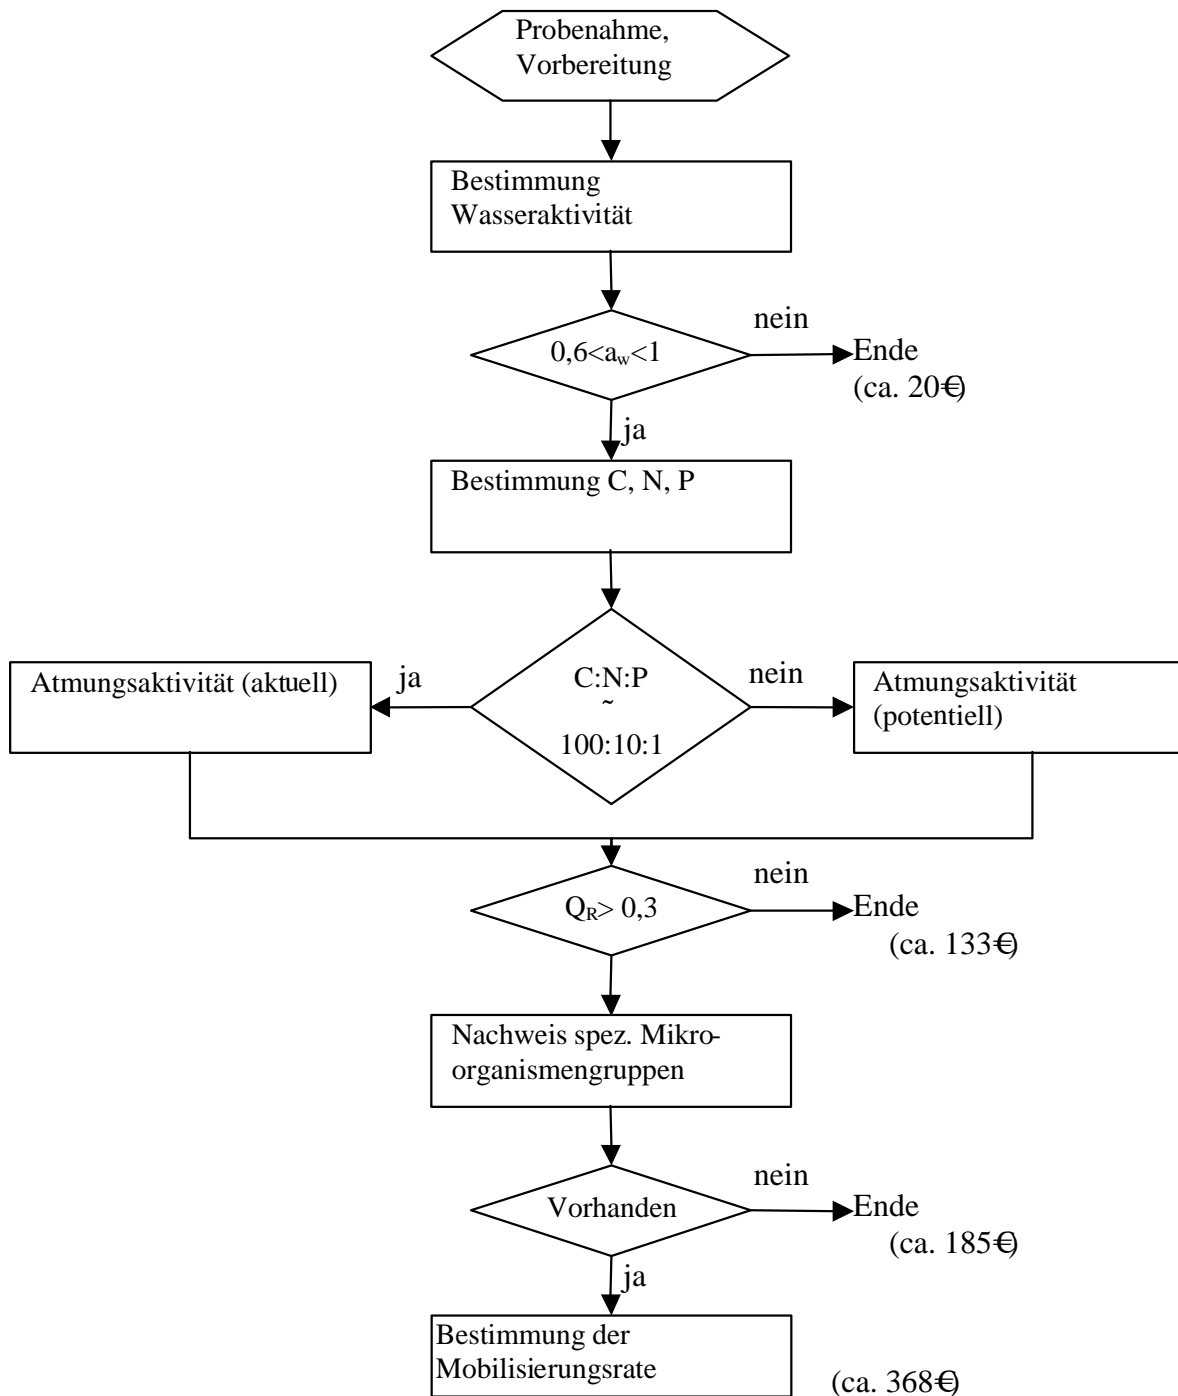 Probenahme,
Vorbereitung
Bestimmung
Wasseraktivität
0,6<aw<1
nein
Ende
(ca. 20€)
ja
Bestimmung C, N, P
Atmungsaktivität (aktuell)
ja
C:N:P
~
100:10:1
nein
Atmungsaktivität
(potentiell)
QR> 0,3
nein
Ende
(ca. 133€)
Nachweis spez. Mikro-
organismengruppen
Vorhanden
nein
Ende
(ca. 185€)
ja
Bestimmung der
Mobilisierungsrate
(ca. 368€)